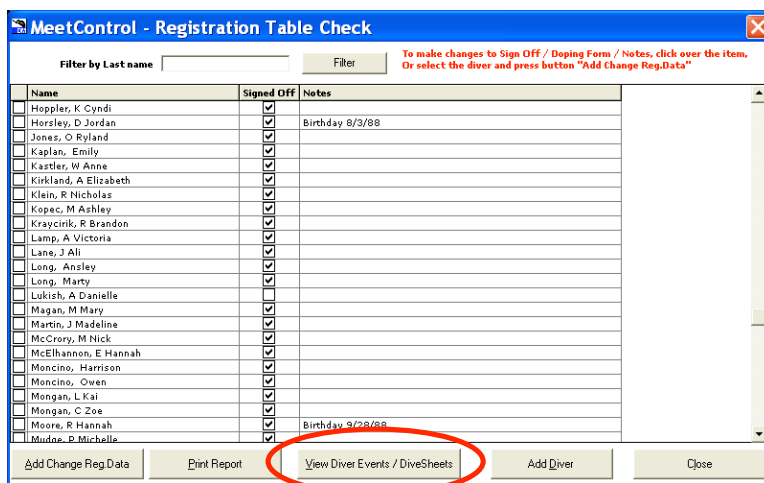 MeetControl - Registration Table Check
Filter by Last name
Filter
To make changes to Sign Off / Doping Form / Notes, click over the item,
Or select the diver and press button "Add Change Reg.Data"
Name Signed Off Notes
Hoppler, K Cyndi
Horsley, D Jordan Birthday 8/3/88
Jones, O Ryland
Kaplan, Emily
Kastler, W Anne
Kirkland, A Elizabeth
Klein, R Nicholas
Kopec, M Ashley
Kraycirik, R Brandon
Lamp, A Victoria
Lane, J Ali
Long, Ansley
Long, Marty
Lukish, A Danielle
Magan, M Mary
Martin, J Madeline
McCrory, M Nick
McElhannon, E Hannah
Moncino, Harrison
Moncino, Owen
Mongan, L Kai
Mongan, C Zoe
Moore, R Hannah Birthday 9/28/88
Mudge, P Michelle
Add Change Reg.Data Print Report View Diver Events / DiveSheets Add Diver Close